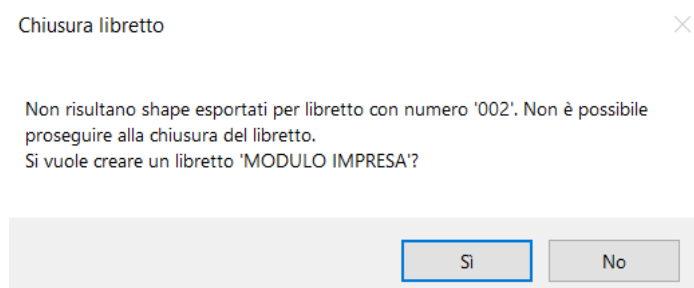 Chiusura libretto
Non risultano shape esportati per libretto con numero '002'. Non è possibile
proseguire alla chiusura del libretto.
Si vuole creare un libretto 'MODULO IMPRESA'?
Sì
No